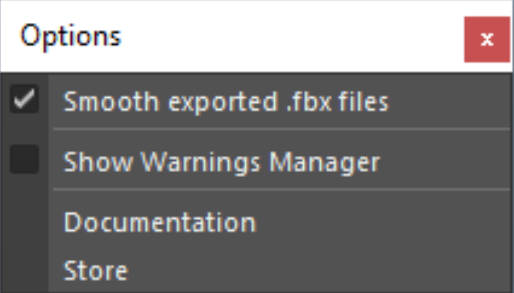 Options
x
Smooth exported .fbx files
Show Warnings Manager
Documentation
Store